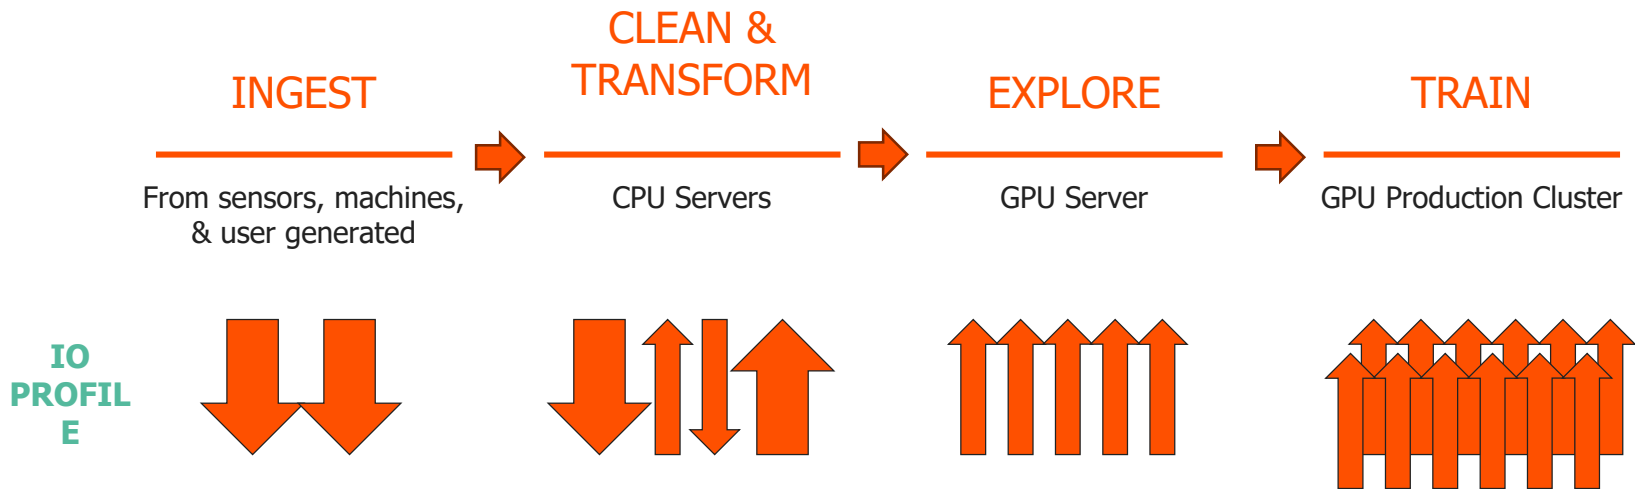 INGEST
From sensors, machines,
& user generated
CLEAN &
TRANSFORM
CPU Servers
EXPLORE
GPU Server
TRAIN
GPU Production Cluster
IO
PROFIL
E